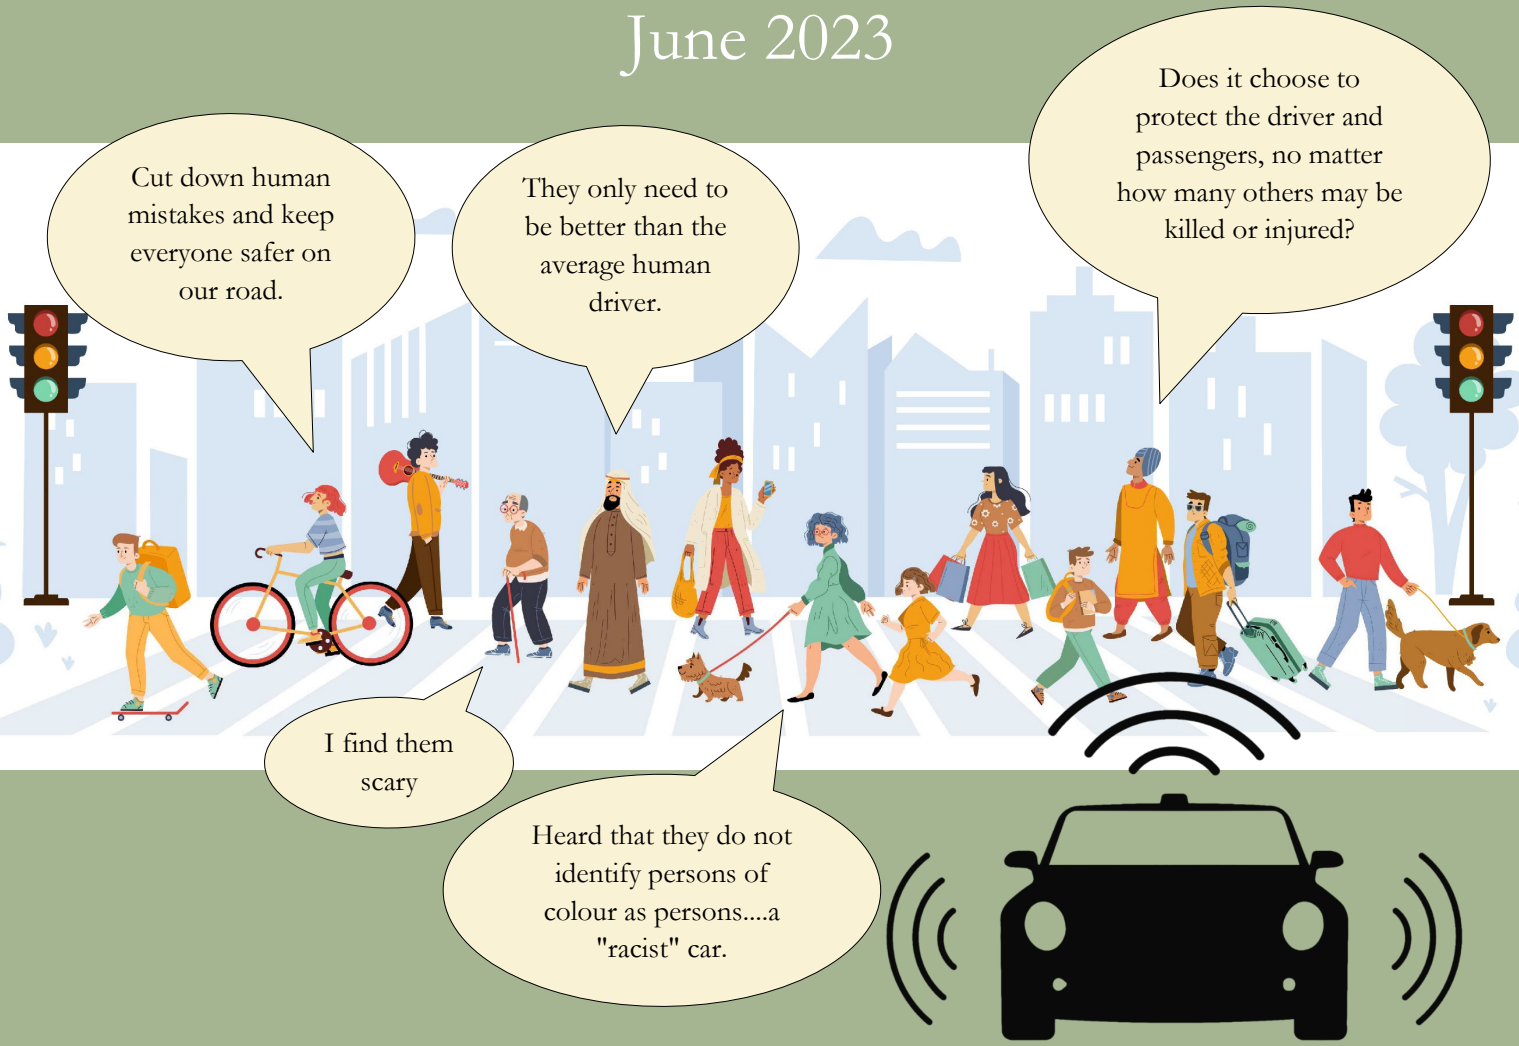 June 2023
Cut down human
mistakes and keep
everyone safer on
our road.
They only need to
be better than the
average human
driver.
Does it choose to
protect the driver and
passengers, no matter
how many others may be
killed or injured?
I find them
scary
Heard that they do not
identify persons of
colour as persons....a
"racist" car.